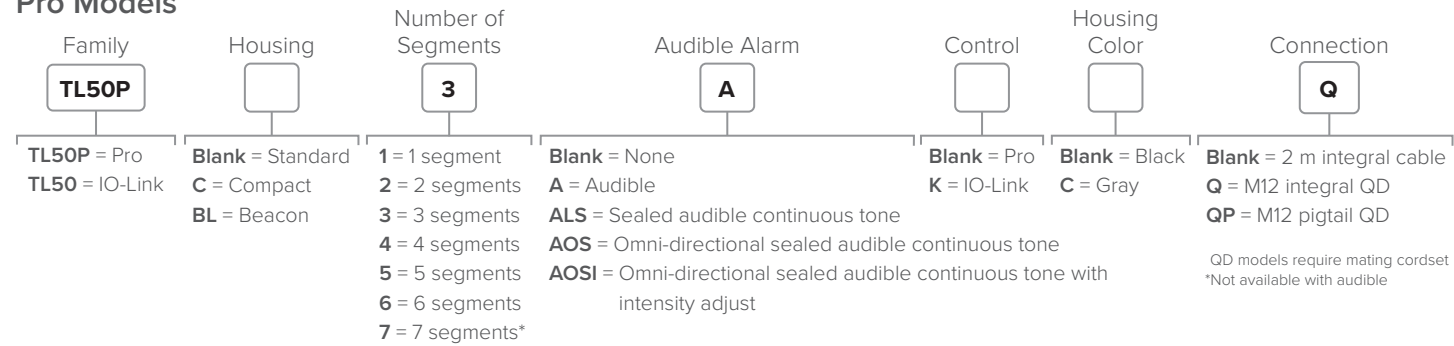 Pro Models
Family
Housing
Number of
Segments
Audible Alarm
Control
Housing
Color
Connection
TL50P
3
A
Q
TL50P = Pro
TL50 = IO-Link
Blank = Standard
C = Compact
BL = Beacon
1 = 1 segment
2 = 2 segments
3 = 3 segments
4 = 4 segments
5 = 5 segments
6 = 6 segments
7 = 7 segments*
Blank = None
A = Audible
ALS = Sealed audible continuous tone
AOS = Omni-directional sealed audible continuous tone
AOSI = Omni-directional sealed audible continuous tone with
intensity adjust
Blank = Pro
K = IO-Link
Blank = Black
C = Gray
Blank = 2 m integral cable
Q = M12 integral QD
QP = M12 pigtail QD
QD models require mating cordset
*Not available with audible